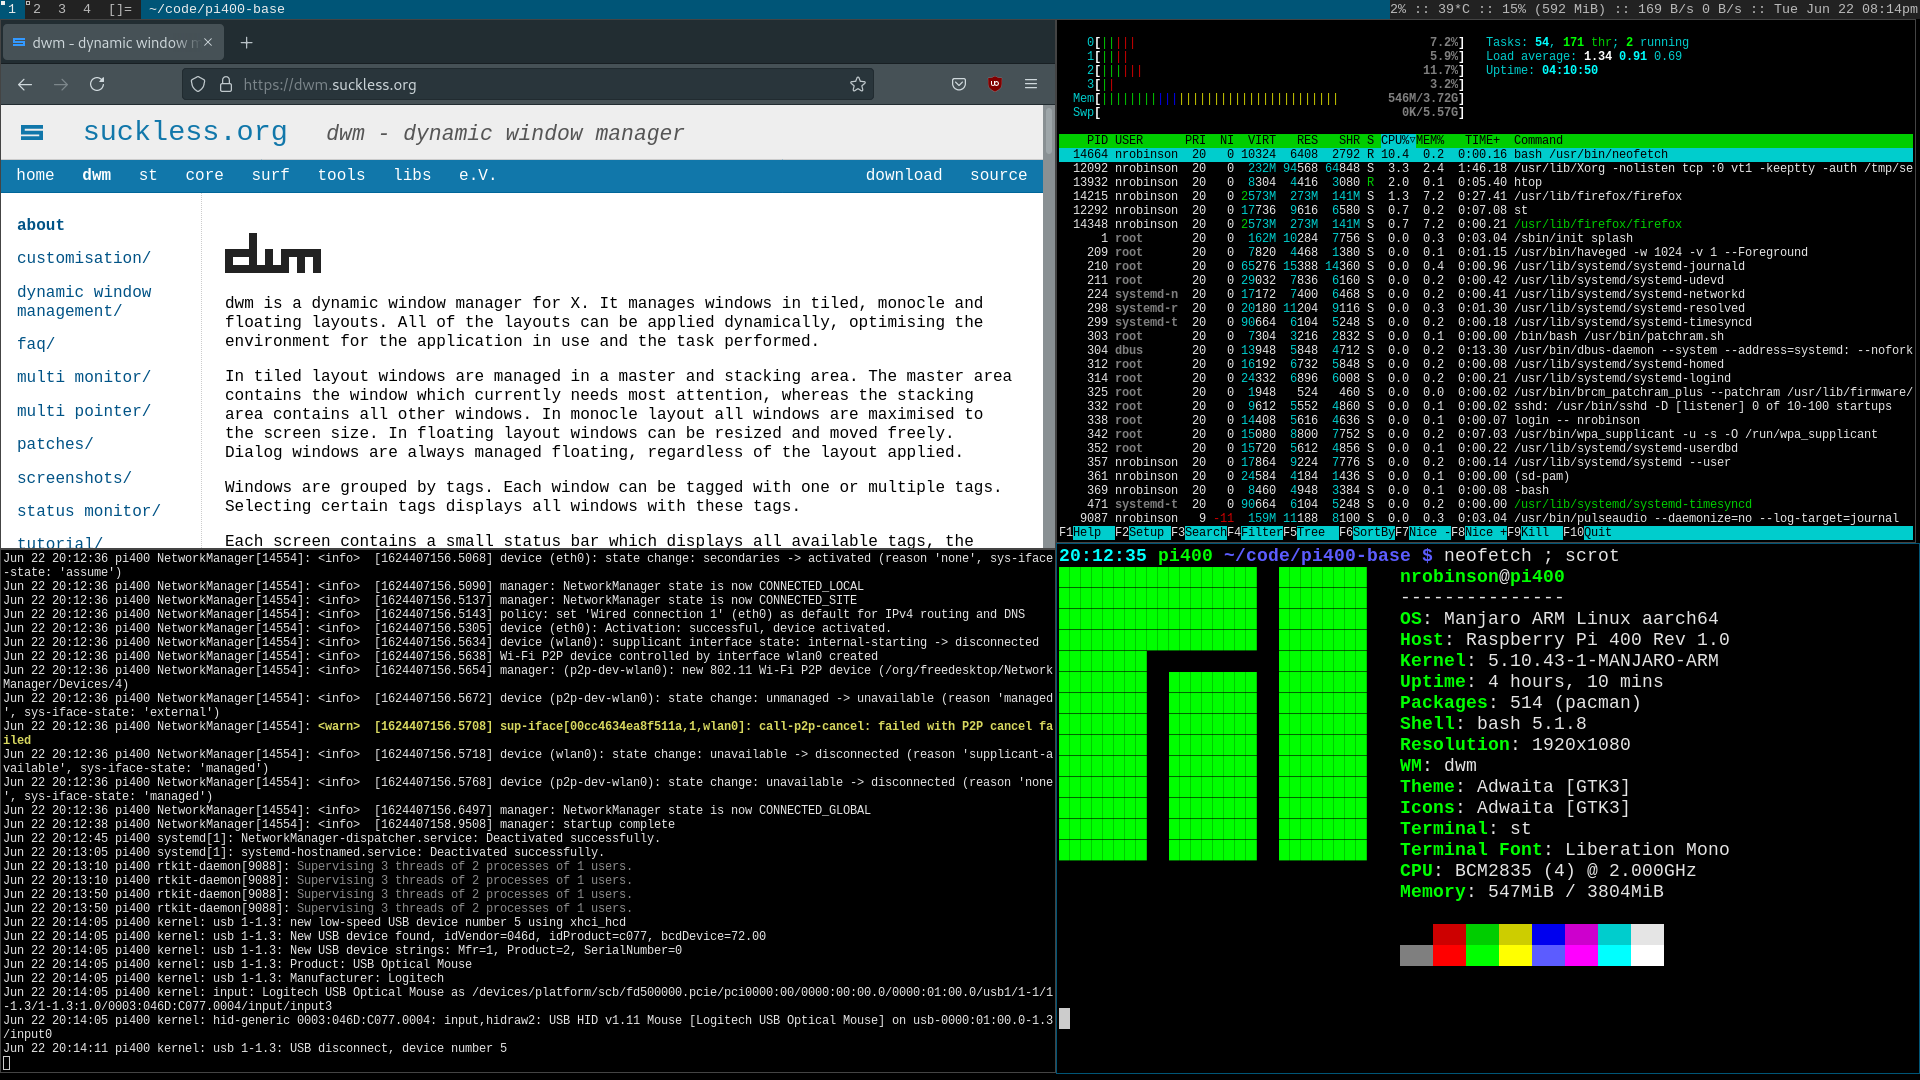 1 2 3 4 []= ~/code/pi400-base
2% :: 39*C :: 15% (592 MiB) :: 169 B/s 0 B/s :: Tue Jun 22 08:14pm
dwm - dynamic window m
https://dwm.suckless.org
suckless.org dwm - dynamic window manager
home dwm st core surf tools libs e.V. download source
about
customisation/
dynamic window
management/
faq/
multi monitor/
multi pointer/
patches/
screenshots/
status monitor/
tutorial/
dwm
dwm is a dynamic window manager for X. It manages windows in tiled, monocle and
floating layouts. All of the layouts can be applied dynamically, optimising the
environment for the application in use and the task performed.
In tiled layout windows are managed in a master and stacking area. The master area
contains the window which currently needs most attention, whereas the stacking
area contains all other windows. In monocle layout all windows are maximised to
the screen size. In floating layout windows can be resized and moved freely.
Dialog windows are always managed floating, regardless of the layout applied.
Windows are grouped by tags. Each window can be tagged with one or multiple tags.
Selecting certain tags displays all windows with these tags.
Each screen contains a small status bar which displays all available tags, the
0[||||| 7.2%] Tasks: 54, 171 thr; 2 running
1[|||| 5.9%] Load average: 1.34 0.91 0.69
2[|||||| 11.7%] Uptime: 04:10:50
3[|| 3.2%]
Mem[|||||||||||||||||||||||||||||||||| 546M/3.72G]
Swp[ 0K/5.57G]
PID USER PRI NI VIRT RES SHR S CPU%▽MEM% TIME+ Command
14664 nrobinson 20 0 10324 6408 2792 R 10.4 0.2 0:00.16 bash /usr/bin/neofetch
12092 nrobinson 20 0 232M 94568 64848 S 3.3 2.4 1:46.18 /usr/lib/Xorg -nolisten tcp :0 vt1 -keeptty -auth /tmp/se
13932 nrobinson 20 0 8304 4416 3080 R 2.0 0.1 0:05.40 htop
14215 nrobinson 20 0 2573M 273M 141M S 1.3 7.2 0:27.41 /usr/lib/firefox/firefox
12292 nrobinson 20 0 17736 9616 6580 S 0.7 0.2 0:07.08 st
14348 nrobinson 20 0 2573M 273M 141M S 0.7 7.2 0:00.21 /usr/lib/firefox/firefox
1 root 20 0 162M 10284 7756 S 0.0 0.3 0:03.04 /sbin/init splash
209 root 20 0 7820 4468 1380 S 0.0 0.1 0:01.15 /usr/bin/haveged -w 1024 -v 1 --Foreground
210 root 20 0 65276 15388 14360 S 0.0 0.4 0:00.96 /usr/lib/systemd/systemd-journald
211 root 20 0 29032 7836 6160 S 0.0 0.2 0:00.42 /usr/lib/systemd/systemd-udevd
224 systemd-n 20 0 17172 7400 6468 S 0.0 0.2 0:00.41 /usr/lib/systemd/systemd-networkd
298 systemd-r 20 0 20180 11204 9116 S 0.0 0.3 0:01.30 /usr/lib/systemd/systemd-resolved
299 systemd-t 20 0 90664 6104 5248 S 0.0 0.2 0:00.18 /usr/lib/systemd/systemd-timesyncd
303 root 20 0 7304 3216 2832 S 0.0 0.1 0:00.00 /bin/bash /usr/bin/patchram.sh
304 dbus 20 0 13948 5848 4712 S 0.0 0.2 0:13.30 /usr/bin/dbus-daemon --system --address=systemd: --nofork
312 root 20 0 16192 6732 5848 S 0.0 0.2 0:00.08 /usr/lib/systemd/systemd-homed
314 root 20 0 24332 6896 6008 S 0.0 0.2 0:00.21 /usr/lib/systemd/systemd-logind
325 root 20 0 1948 524 460 S 0.0 0.0 0:00.02 /usr/bin/brcm_patchram_plus --patchram /usr/lib/firmware/
332 root 20 0 9612 5552 4860 S 0.0 0.1 0:00.02 sshd: /usr/bin/sshd -D [listener] 0 of 10-100 startups
338 root 20 0 14408 5616 4636 S 0.0 0.1 0:00.07 login -- nrobinson
342 root 20 0 15080 8800 7752 S 0.0 0.2 0:07.03 /usr/bin/wpa_supplicant -u -s -O /run/wpa_supplicant
352 root 20 0 15720 5612 4856 S 0.0 0.1 0:00.22 /usr/lib/systemd/systemd-userdbd
357 nrobinson 20 0 17864 9224 7776 S 0.0 0.2 0:00.14 /usr/lib/systemd/systemd --user
361 nrobinson 20 0 24584 4184 1436 S 0.0 0.1 0:00.00 (sd-pam)
369 nrobinson 20 0 8460 4948 3384 S 0.0 0.1 0:00.08 -bash
471 systemd-t 20 0 90664 6104 5248 S 0.0 0.2 0:00.00 /usr/lib/systemd/systemd-timesyncd
9087 nrobinson 9 -11 159M 11188 8100 S 0.0 0.3 0:03.04 /usr/bin/pulseaudio --daemonize=no --log-target=journal
F1Help F2Setup F3SearchF4FilterF5Tree F6SortByF7Nice -F8Nice +F9Kill F10Quit
Jun 22 20:12:36 pi400 NetworkManager[14554]: <info> [1624407156.5068] device (eth0): state change: secondaries -> activated (reason 'none', sys-iface
-state: 'assume')
Jun 22 20:12:36 pi400 NetworkManager[14554]: <info> [1624407156.5090] manager: NetworkManager state is now CONNECTED_LOCAL
Jun 22 20:12:36 pi400 NetworkManager[14554]: <info> [1624407156.5137] manager: NetworkManager state is now CONNECTED_SITE
Jun 22 20:12:36 pi400 NetworkManager[14554]: <info> [1624407156.5143] policy: set 'Wired connection 1' (eth0) as default for IPv4 routing and DNS
Jun 22 20:12:36 pi400 NetworkManager[14554]: <info> [1624407156.5305] device (eth0): Activation: successful, device activated.
Jun 22 20:12:36 pi400 NetworkManager[14554]: <info> [1624407156.5634] device (wlan0): supplicant interface state: internal-starting -> disconnected
Jun 22 20:12:36 pi400 NetworkManager[14554]: <info> [1624407156.5638] Wi-Fi P2P device controlled by interface wlan0 created
Jun 22 20:12:36 pi400 NetworkManager[14554]: <info> [1624407156.5654] manager: (p2p-dev-wlan0): new 802.11 Wi-Fi P2P device (/org/freedesktop/Network
Manager/Devices/4)
Jun 22 20:12:36 pi400 NetworkManager[14554]: <info> [1624407156.5672] device (p2p-dev-wlan0): state change: unmanaged -> unavailable (reason 'managed
', sys-iface-state: 'external')
Jun 22 20:12:36 pi400 NetworkManager[14554]: <warn> [1624407156.5708] sup-iface[00cc4634ea8f511a,1,wlan0]: call-p2p-cancel: failed with P2P cancel fa
iled
Jun 22 20:12:36 pi400 NetworkManager[14554]: <info> [1624407156.5718] device (wlan0): state change: unavailable -> disconnected (reason 'supplicant-a
vailable', sys-iface-state: 'managed')
Jun 22 20:12:36 pi400 NetworkManager[14554]: <info> [1624407156.5768] device (p2p-dev-wlan0): state change: unavailable -> disconnected (reason 'none
', sys-iface-state: 'managed')
Jun 22 20:12:36 pi400 NetworkManager[14554]: <info> [1624407156.6497] manager: NetworkManager state is now CONNECTED_GLOBAL
Jun 22 20:12:38 pi400 NetworkManager[14554]: <info> [1624407158.9508] manager: startup complete
Jun 22 20:12:45 pi400 systemd[1]: NetworkManager-dispatcher.service: Deactivated successfully.
Jun 22 20:13:05 pi400 systemd[1]: systemd-hostnamed.service: Deactivated successfully.
Jun 22 20:13:10 pi400 rtkit-daemon[9088]: Supervising 3 threads of 2 processes of 1 users.
Jun 22 20:13:10 pi400 rtkit-daemon[9088]: Supervising 3 threads of 2 processes of 1 users.
Jun 22 20:13:50 pi400 rtkit-daemon[9088]: Supervising 3 threads of 2 processes of 1 users.
Jun 22 20:13:50 pi400 rtkit-daemon[9088]: Supervising 3 threads of 2 processes of 1 users.
Jun 22 20:14:05 pi400 kernel: usb 1-1.3: new low-speed USB device number 5 using xhci_hcd
Jun 22 20:14:05 pi400 kernel: usb 1-1.3: New USB device found, idVendor=046d, idProduct=c077, bcdDevice=72.00
Jun 22 20:14:05 pi400 kernel: usb 1-1.3: New USB device strings: Mfr=1, Product=2, SerialNumber=0
Jun 22 20:14:05 pi400 kernel: usb 1-1.3: Product: USB Optical Mouse
Jun 22 20:14:05 pi400 kernel: usb 1-1.3: Manufacturer: Logitech
Jun 22 20:14:05 pi400 kernel: input: Logitech USB Optical Mouse as /devices/platform/scb/fd500000.pcie/pci0000:00/0000:00:00.0/0000:01:00.0/usb1/1-1/1
-1.3/1-1.3:1.0/0003:046D:C077.0004/input/input3
Jun 22 20:14:05 pi400 kernel: hid-generic 0003:046D:C077.0004: input,hidraw2: USB HID v1.11 Mouse [Logitech USB Optical Mouse] on usb-0000:01:00.0-1.3
/input0
Jun 22 20:14:11 pi400 kernel: usb 1-1.3: USB disconnect, device number 5
20:12:35 pi400 ~/code/pi400-base $ neofetch ; scrot
nrobinson@pi400
---------------
OS: Manjaro ARM Linux aarch64
Host: Raspberry Pi 400 Rev 1.0
Kernel: 5.10.43-1-MANJARO-ARM
Uptime: 4 hours, 10 mins
Packages: 514 (pacman)
Shell: bash 5.1.8
Resolution: 1920x1080
WM: dwm
Theme: Adwaita [GTK3]
Icons: Adwaita [GTK3]
Terminal: st
Terminal Font: Liberation Mono
CPU: BCM2835 (4) @ 2.000GHz
Memory: 547MiB / 3804MiB